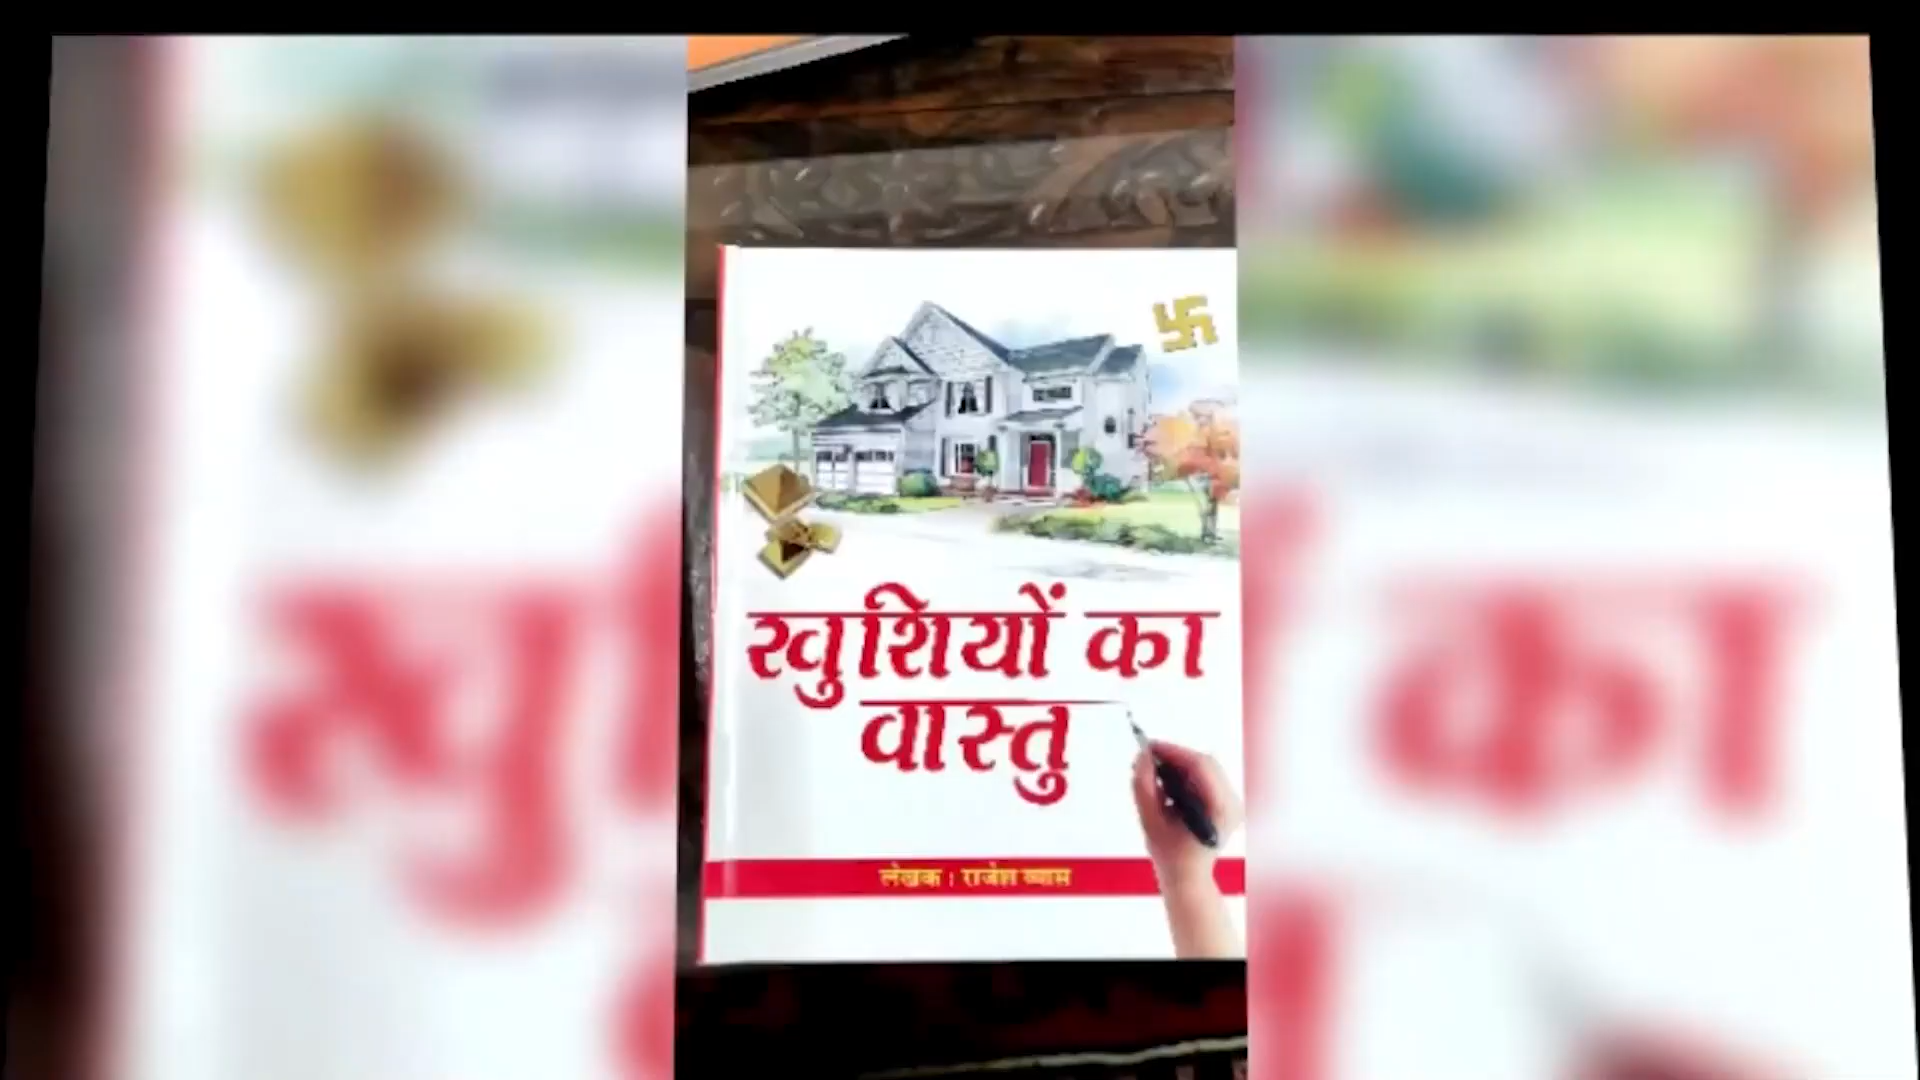 खुशियों का
वास्तु
लेखक : राजेश व्यास